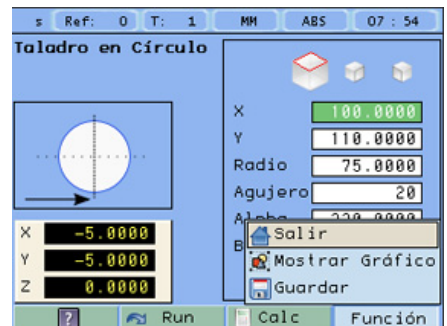 s Ref: 0 T: 1 MM ABS 07 : 54
Taladro en Círculo
X 100.0000
Y 110.0000
Radio 75.0000
Agujero 20
X -5.0000
Y -5.0000
Z 0.0000
Salir
Mostrar Gráfico
Guardar
? Run Calc Función